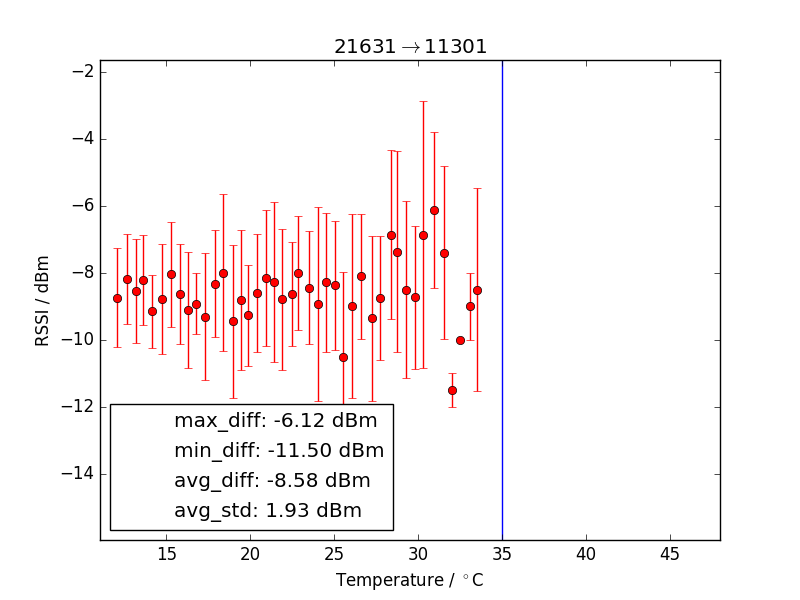 21631→11301
−2
−4
−6
−8
−10
−12
−14
RSSI / dBm
max_diff: -6.12 dBm
min_diff: -11.50 dBm
avg_diff: -8.58 dBm
avg_std: 1.93 dBm
15 20 25 30 35 40 45
Temperature / °C